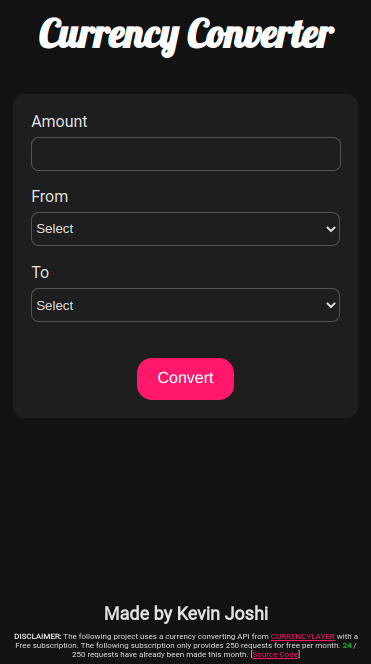 Currency Converter
Amount
From
Select
To
Select
Convert
Made by Kevin Joshi
DISCLAIMER: The following project uses a currency converting API from CURRENCYLAYER with a
Free subscription. The following subscription only provides 250 requests for free per month. 24 /
250 requests have already been made this month. [Source Code]